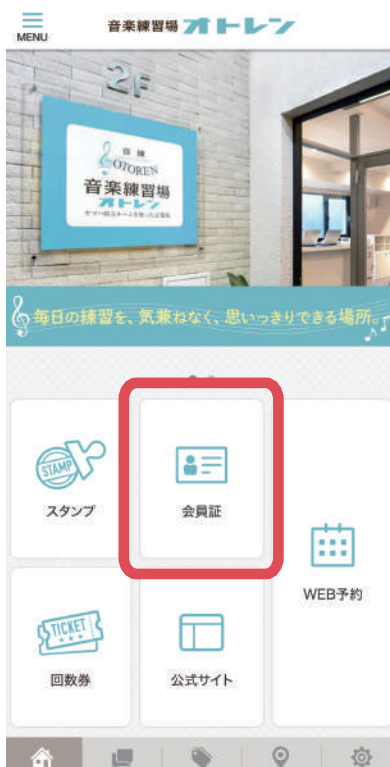 MENU
音楽練習場 オトレン
2F
音練
OTOREN
音楽練習場
オトレン
毎日の練習を、気兼ねなく、思いっきりできる場所。
STAMP
スタンプ
会員証
WEB予約
TICKET
回数券
公式サイト